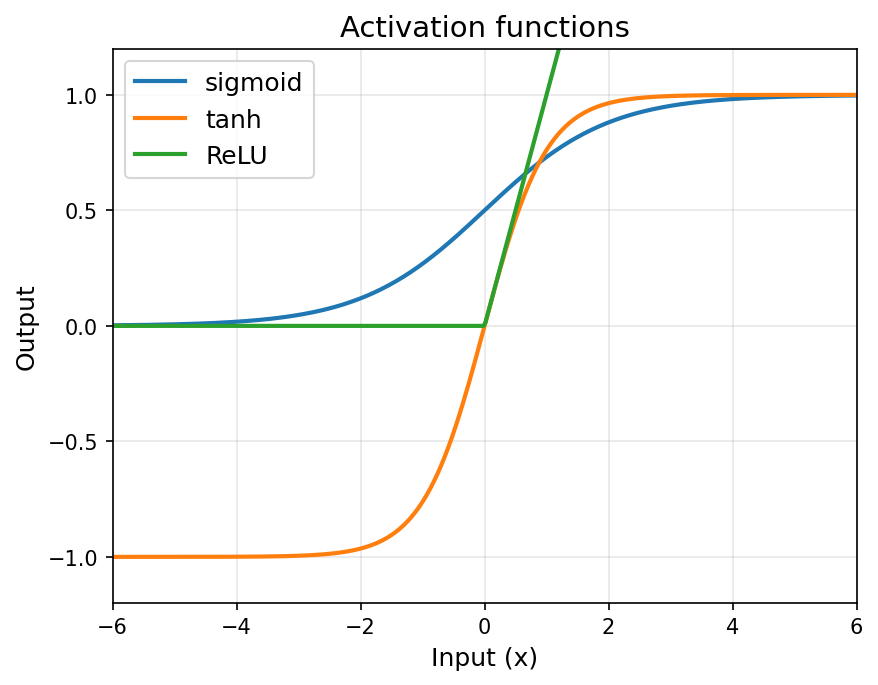 Activation functions
sigmoid
tanh
ReLU
1.0
0.5
0.0
−0.5
−1.0
Output
−6 −4 −2 0 2 4 6
Input (x)